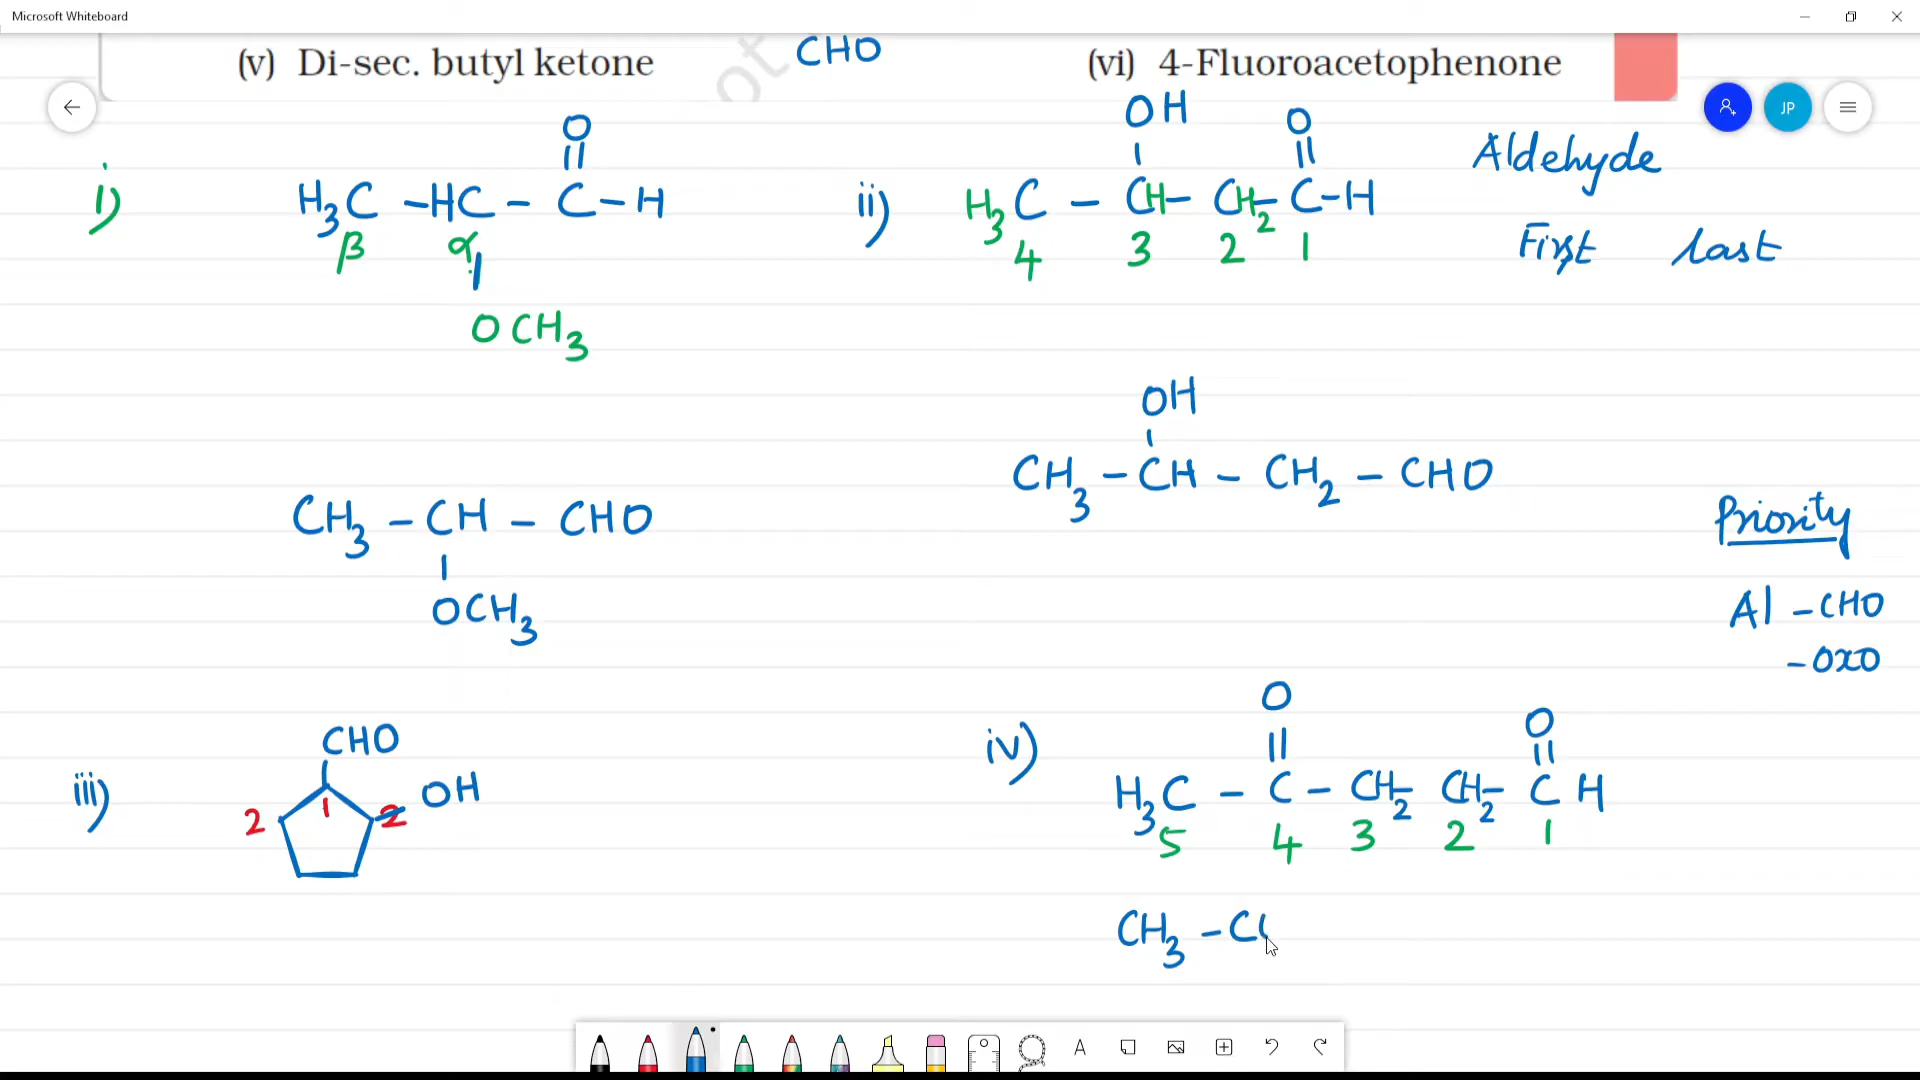 Microsoft Whiteboard
(v) Di-sec. butyl ketone
CHO
(vi) 4-Fluoroacetophenone
ot
JP
i)
O
||
H3C – HC – C – H
β α
|
OCH3
ii)
OH O
| ||
H3C – CH – CH2 – C – H
4 3 2 1
Aldehyde
First last
OH
|
CH3 – CH – CH2 – CHO
CH3 – CH – CHO
|
OCH3
Priority
Al – CHO
– OXO
iii)
CHO
OH
2 1 2
iv)
O O
|| ||
H3C – C – CH2 – CH2 – C H
5 4 3 2 1
CH3 – C
A